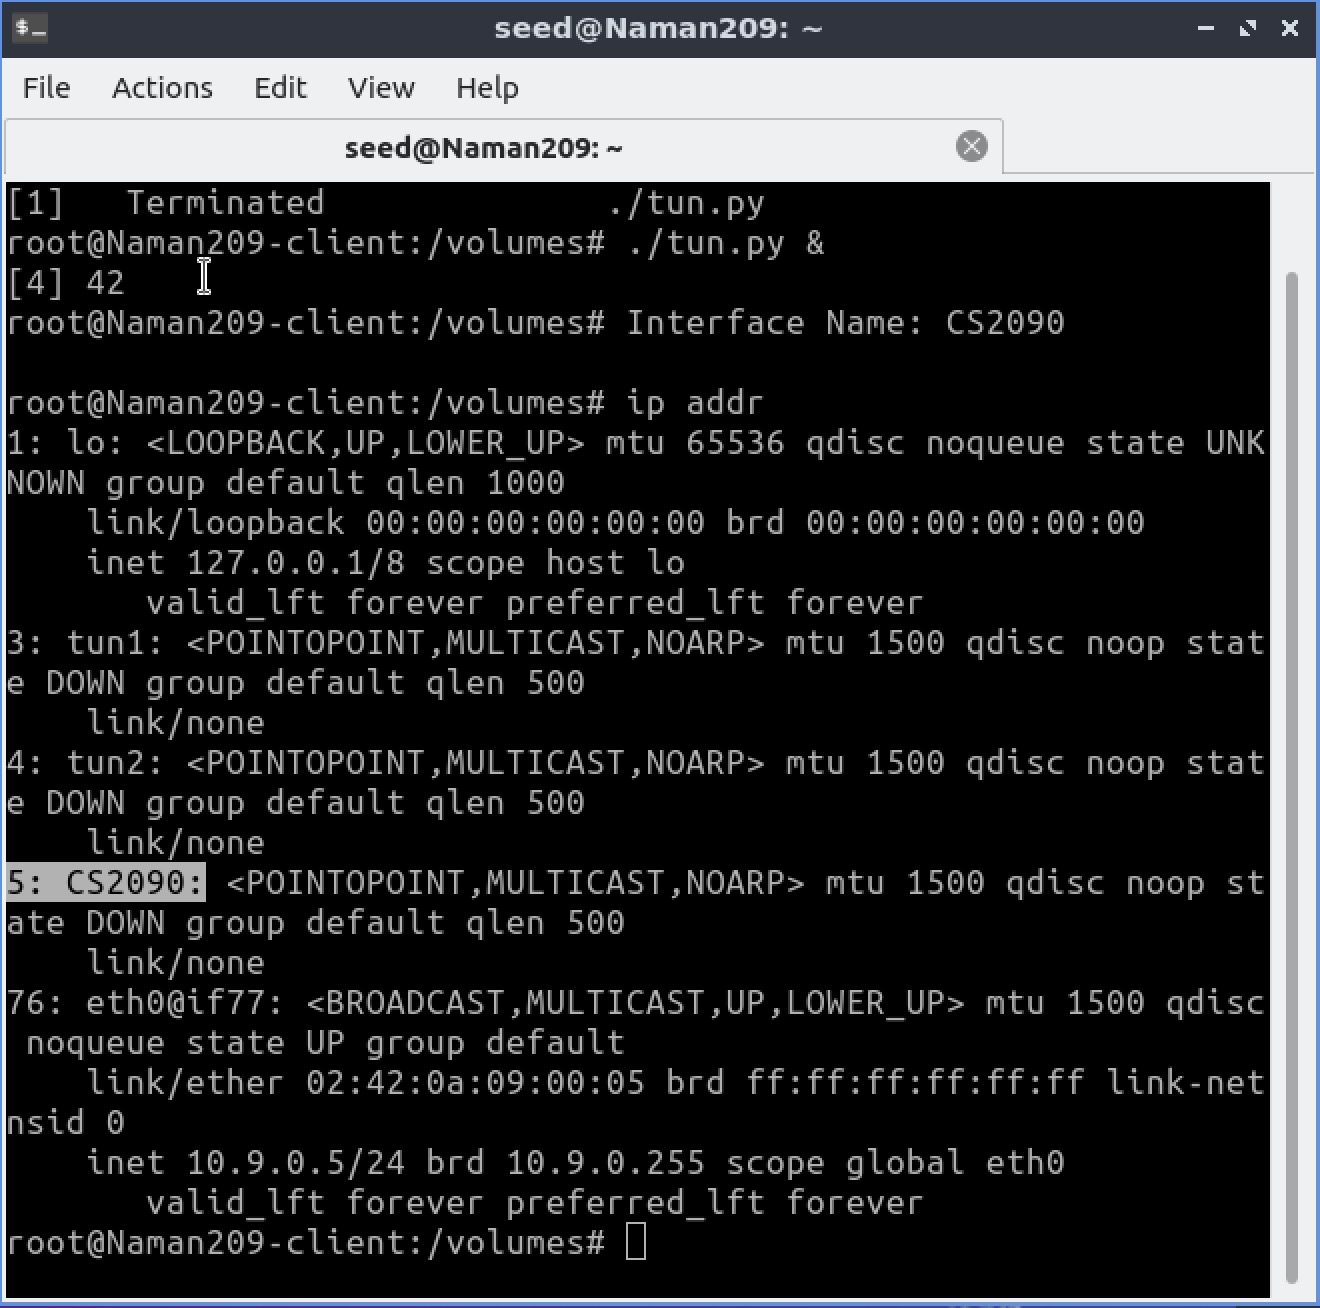 seed@Naman209: ~
File Actions Edit View Help
seed@Naman209: ~
[1]   Terminated              ./tun.py
root@Naman209-client:/volumes# ./tun.py &
[4] 42
root@Naman209-client:/volumes# Interface Name: CS2090
root@Naman209-client:/volumes# ip addr
1: lo: <LOOPBACK,UP,LOWER_UP> mtu 65536 qdisc noqueue state UNK
NOWN group default qlen 1000
    link/loopback 00:00:00:00:00:00 brd 00:00:00:00:00:00
    inet 127.0.0.1/8 scope host lo
       valid_lft forever preferred_lft forever
3: tun1: <POINTOPOINT,MULTICAST,NOARP> mtu 1500 qdisc noop stat
e DOWN group default qlen 500
    link/none
4: tun2: <POINTOPOINT,MULTICAST,NOARP> mtu 1500 qdisc noop stat
e DOWN group default qlen 500
    link/none
5: CS2090: <POINTOPOINT,MULTICAST,NOARP> mtu 1500 qdisc noop st
ate DOWN group default qlen 500
    link/none
76: eth0@if77: <BROADCAST,MULTICAST,UP,LOWER_UP> mtu 1500 qdisc
 noqueue state UP group default
    link/ether 02:42:0a:09:00:05 brd ff:ff:ff:ff:ff:ff link-net
nsid 0
    inet 10.9.0.5/24 brd 10.9.0.255 scope global eth0
       valid_lft forever preferred_lft forever
root@Naman209-client:/volumes#